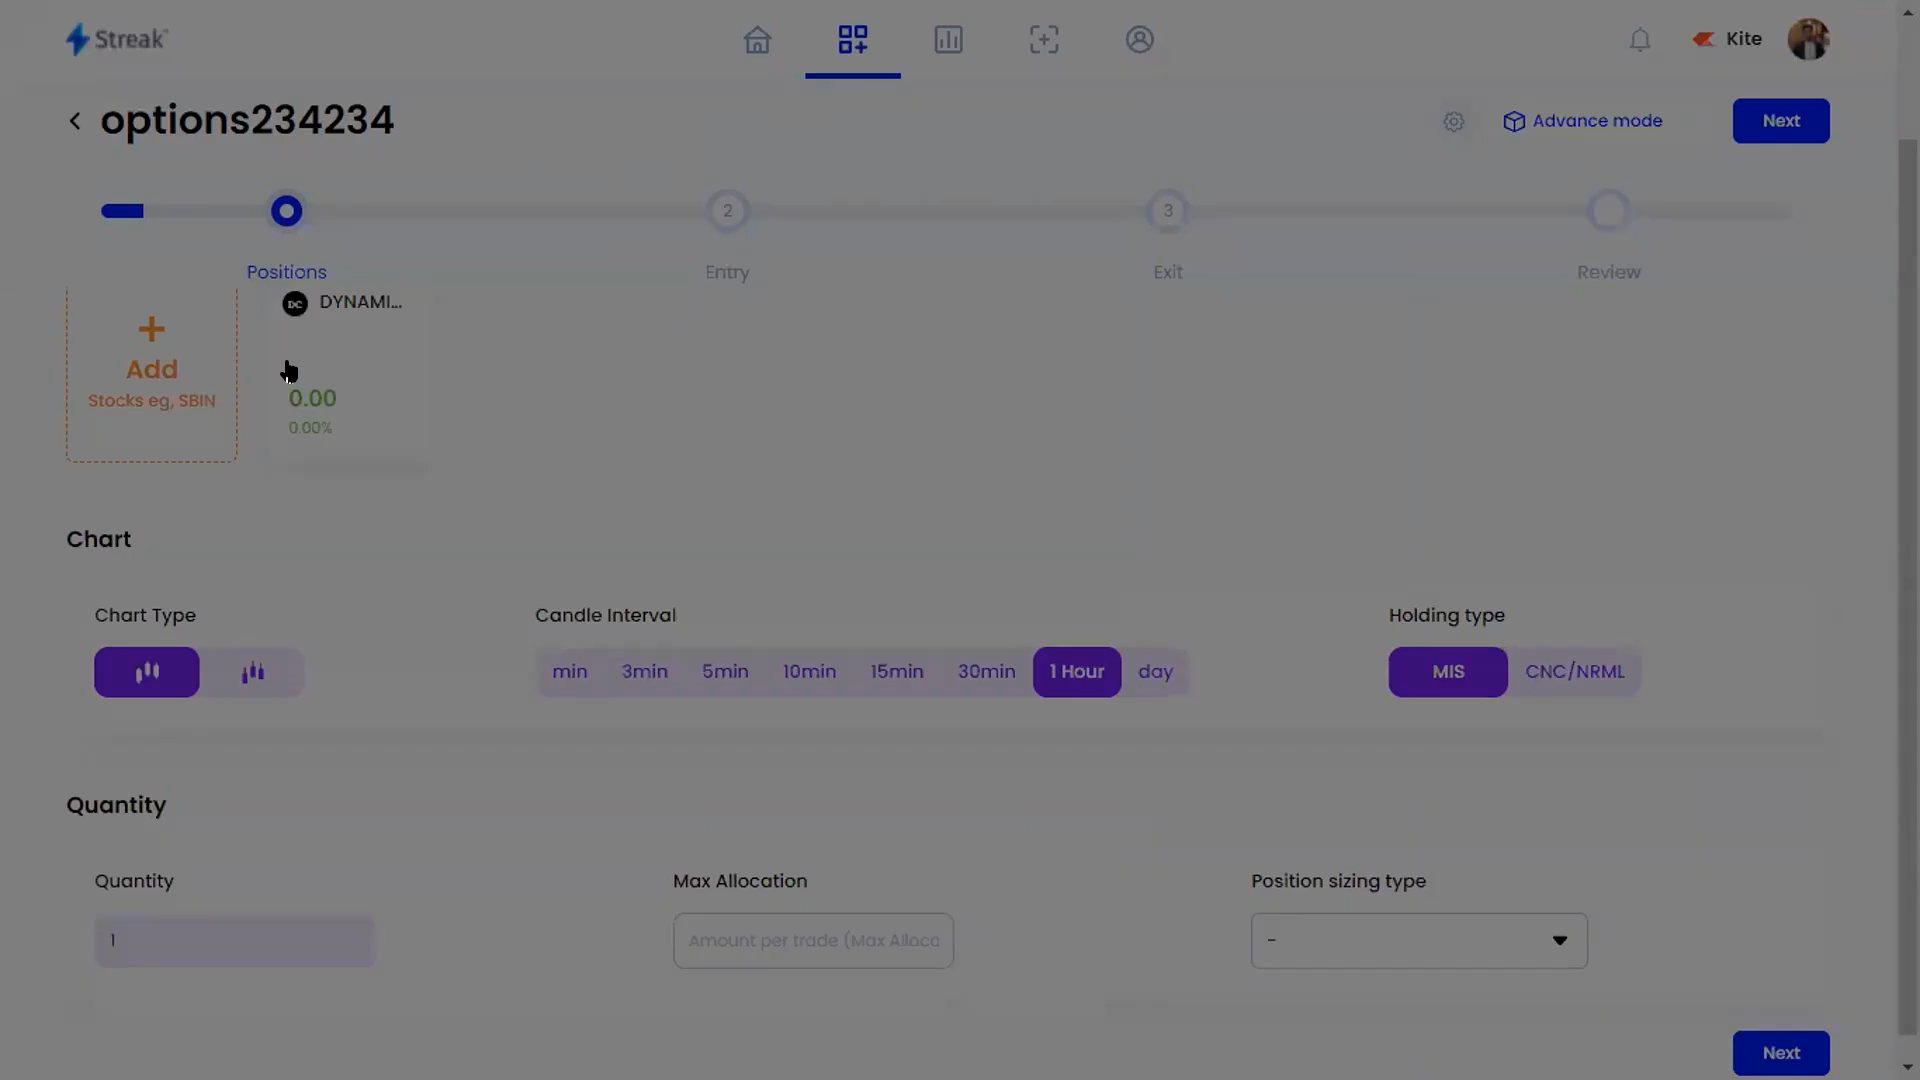 Streak
Kite
options234234
Advance mode
Next
2
3
Positions
Entry
Exit
Review
DC
DYNAMI...
+
Add
Stocks eg, SBIN
0.00
0.00%
Chart
Chart Type
Candle Interval
Holding type
min 3min 5min 10min 15min 30min 1 Hour day
MIS CNC/NRML
Quantity
Quantity
Max Allocation
Position sizing type
1
Amount per trade (Max Alloca
-
Next